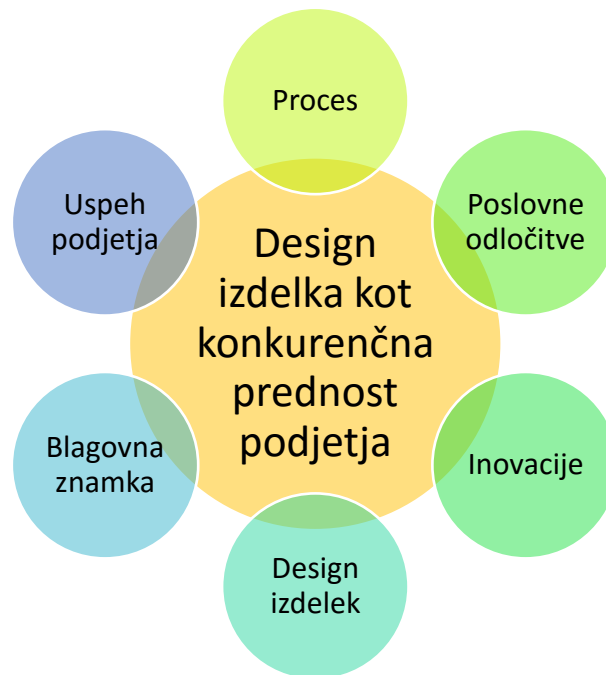 Proces
Poslovne
odločitve
Inovacije
Design
izdelek
Blagovna
znamka
Uspeh
podjetja
Design
izdelka kot
konkurenčna
prednost
podjetja